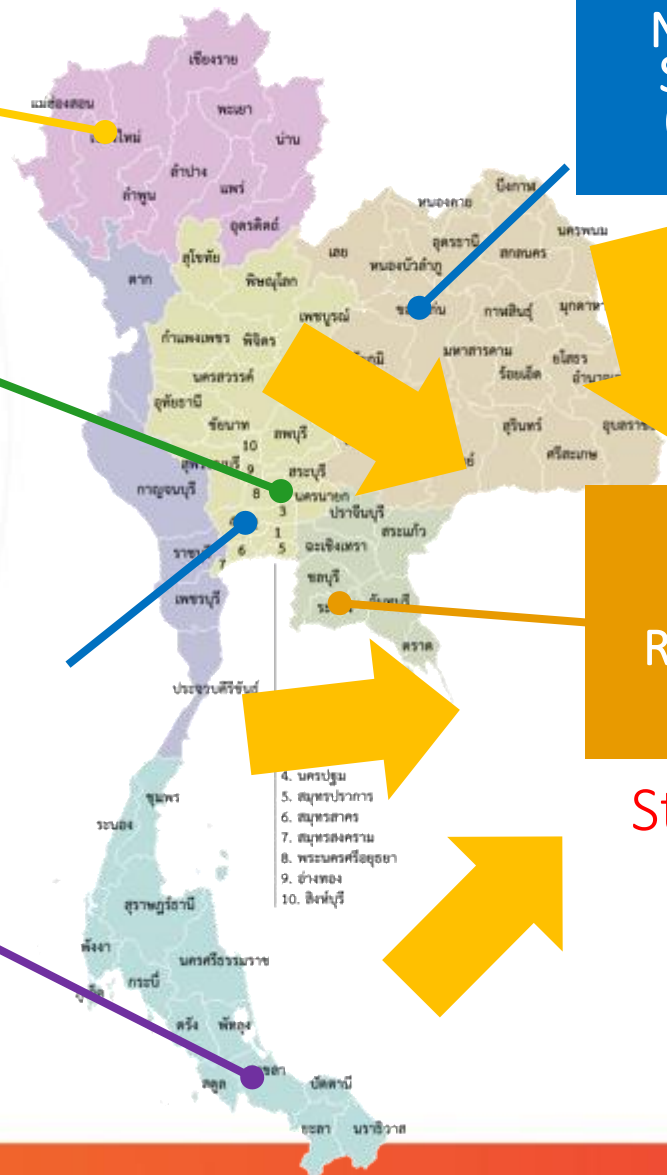 เชียงราย
แม่ฮ่องสอน
พะเยา
น่าน
ลำปาง
แพร่
ลำพูน
อุตรดิตถ์
บึงกาฬ
หนองคาย
นครพนม
เลย
อุดรธานี
สกลนคร
หนองบัวลำภู
สุโขทัย
ตาก
พิษณุโลก
เพชบูรณ์
กาฬสินธุ์
กำแพงเพชร
พิจิตร
มหาสารคาม
ยโสธร
ร้อยเอ็ด
นครสวรรค์
อุทัยธานี
ชัยนาท
ลพบุรี
สุรินทร์
ศรีสะเกษ
10
9
สระบุรี
8
นครนายก
กาญจนบุรี
3
ปราจีนบุรี
สระแก้ว
1
ฉะเชิงเทรา
6
5
7
ชลบุรี
เพชรบุรี
ตราด
ประจวบคีรีขันธ์
4. นครปฐม
5. สมุทรปราการ
6. สมุทรสาคร
7. สมุทรสงคราม
8. พระนครศรีอยุธยา
9. อ่างทอง
10. สิงห์บุรี
ชุมพร
ระนอง
สุราษฎร์ธานี
พังงา
นครศรีธรรมราช
กระบี่
ตรัง
พัทลุง
สตูล
ปัตตานี
ยะลา
นราธิวาส